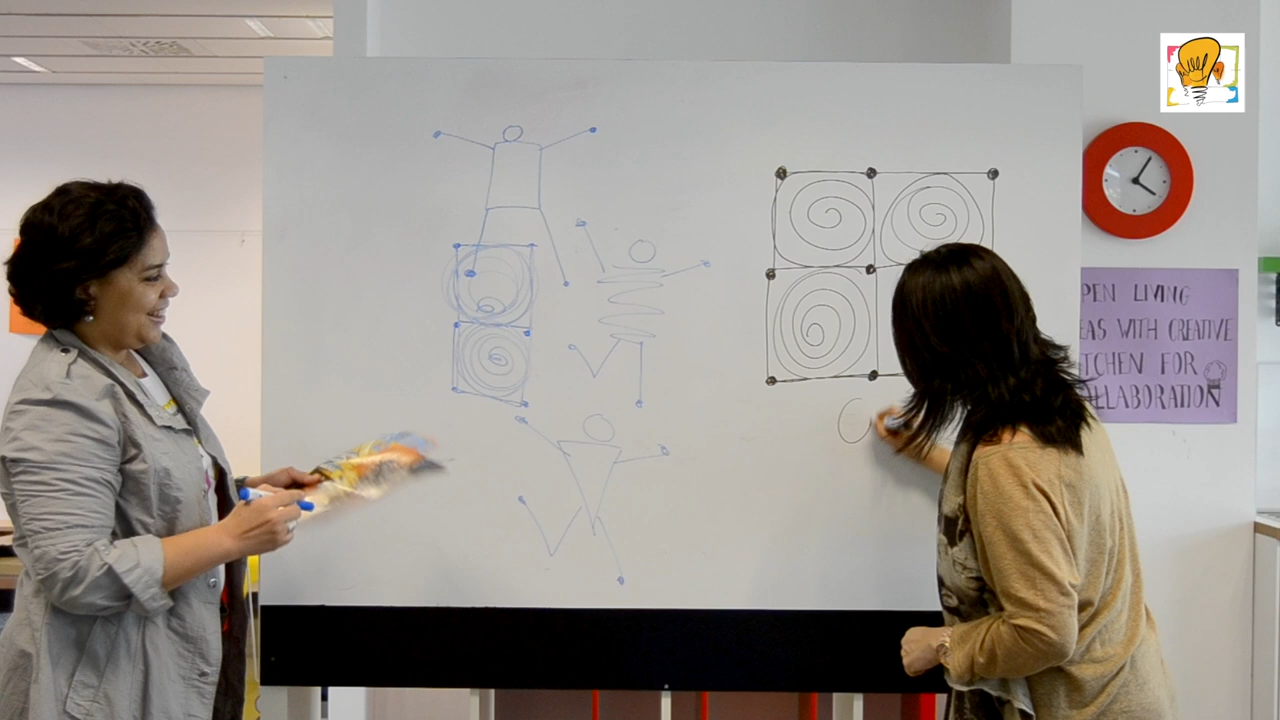 PEN LIVING
EAS WITH CREATIVE
TCHEN FOR
LLABORATION